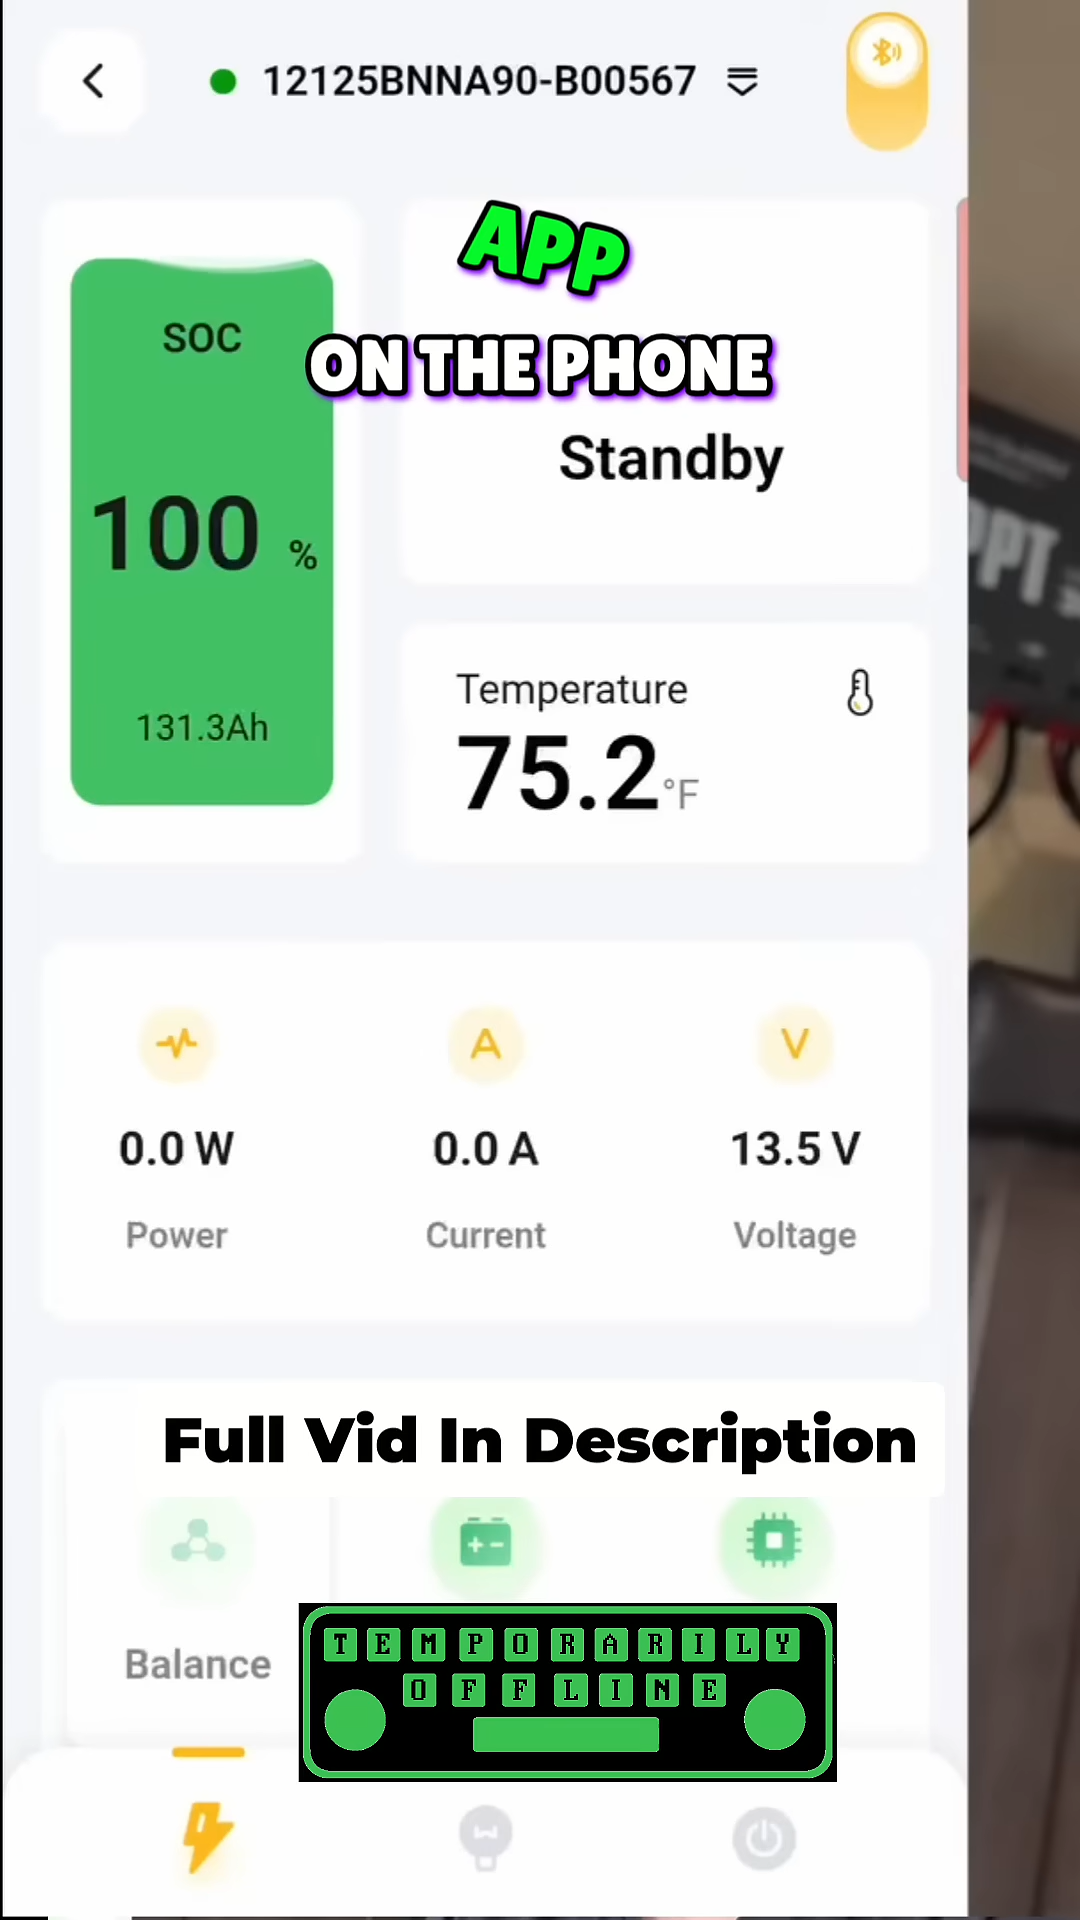 12125BNNA90-B00567
APP
SOC
ON THE PHONE
Standby
100 %
PPT
Temperature
131.3Ah
75.2 °F
A
V
0.0 W
0.0 A
13.5 V
Power
Current
Voltage
Full Vid In Description
Balance
TEMPORARILY
OFFLINE